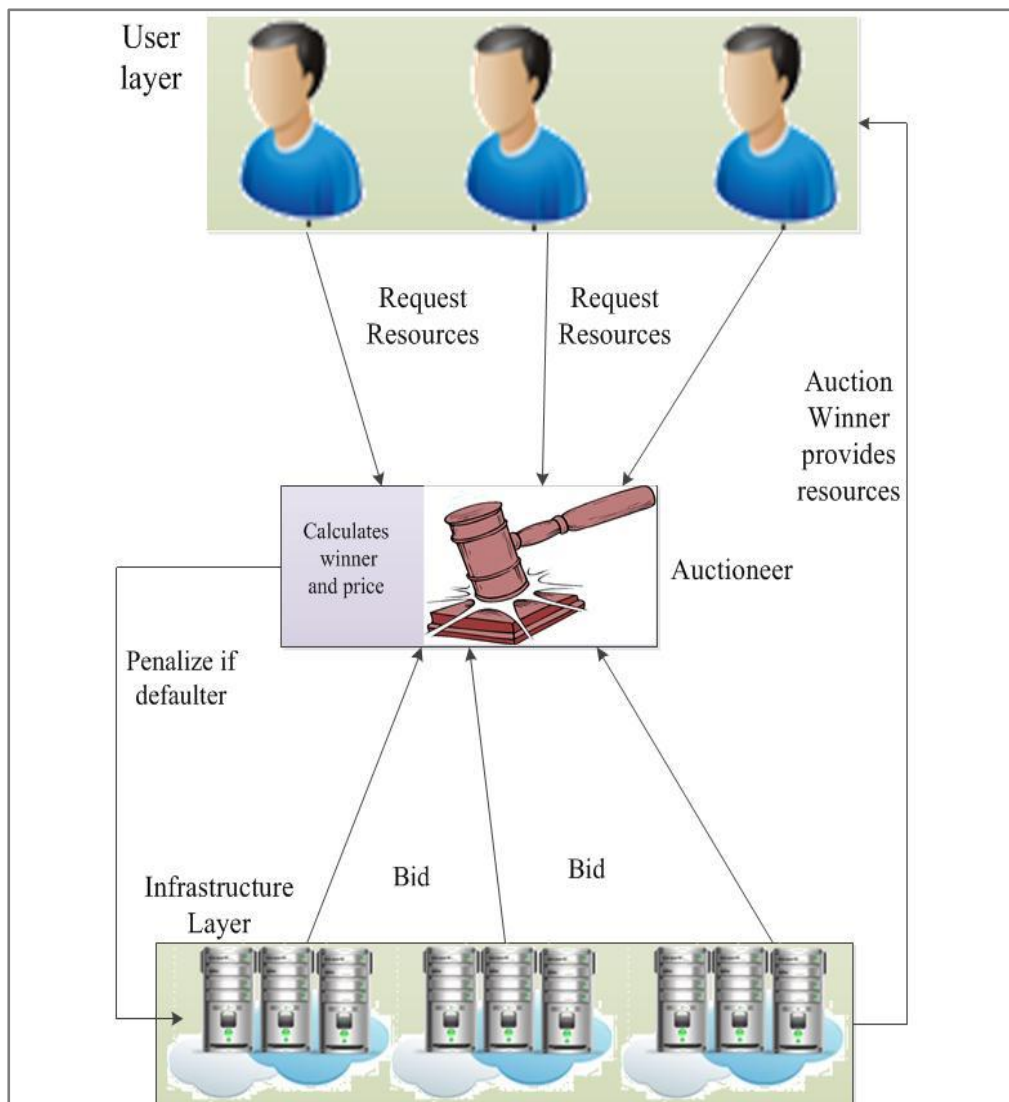 User
layer
Request
Resources
Request
Resources
Auction
Winner
provides
resources
Calculates
winner
and price
Auctioneer
Penalize if
defaulter
Bid
Bid
Infrastructure
Layer